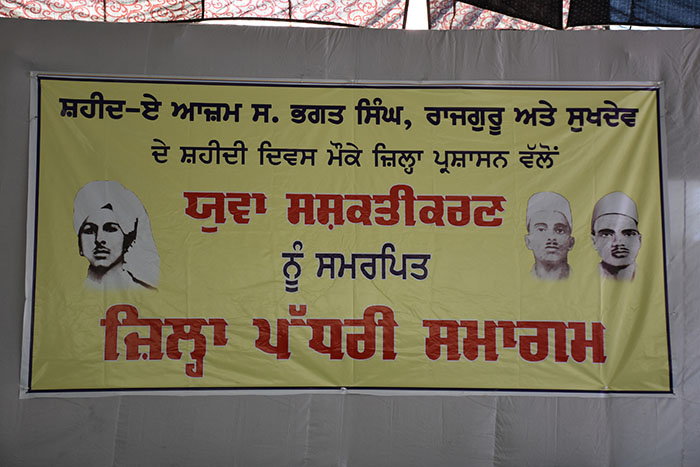 ਸ਼ਹੀਦ-ਏ ਆਜ਼ਮ ਸ. ਭਗਤ ਸਿੰਘ, ਰਾਜਗੁਰੂ ਅਤੇ ਸੁਖਦੇਵ
ਦੇ ਸ਼ਹੀਦੀ ਦਿਵਸ ਮੌਕੇ ਜ਼ਿਲ੍ਹਾ ਪ੍ਰਸ਼ਾਸਨ ਵੱਲੋਂ
ਯੁਵਾ ਸਸ਼ਕਤੀਕਰਣ
ਨੂੰ ਸਮਰਪਿਤ
ਜ਼ਿਲ੍ਹਾ ਪੱਧਰੀ ਸਮਾਗਮ